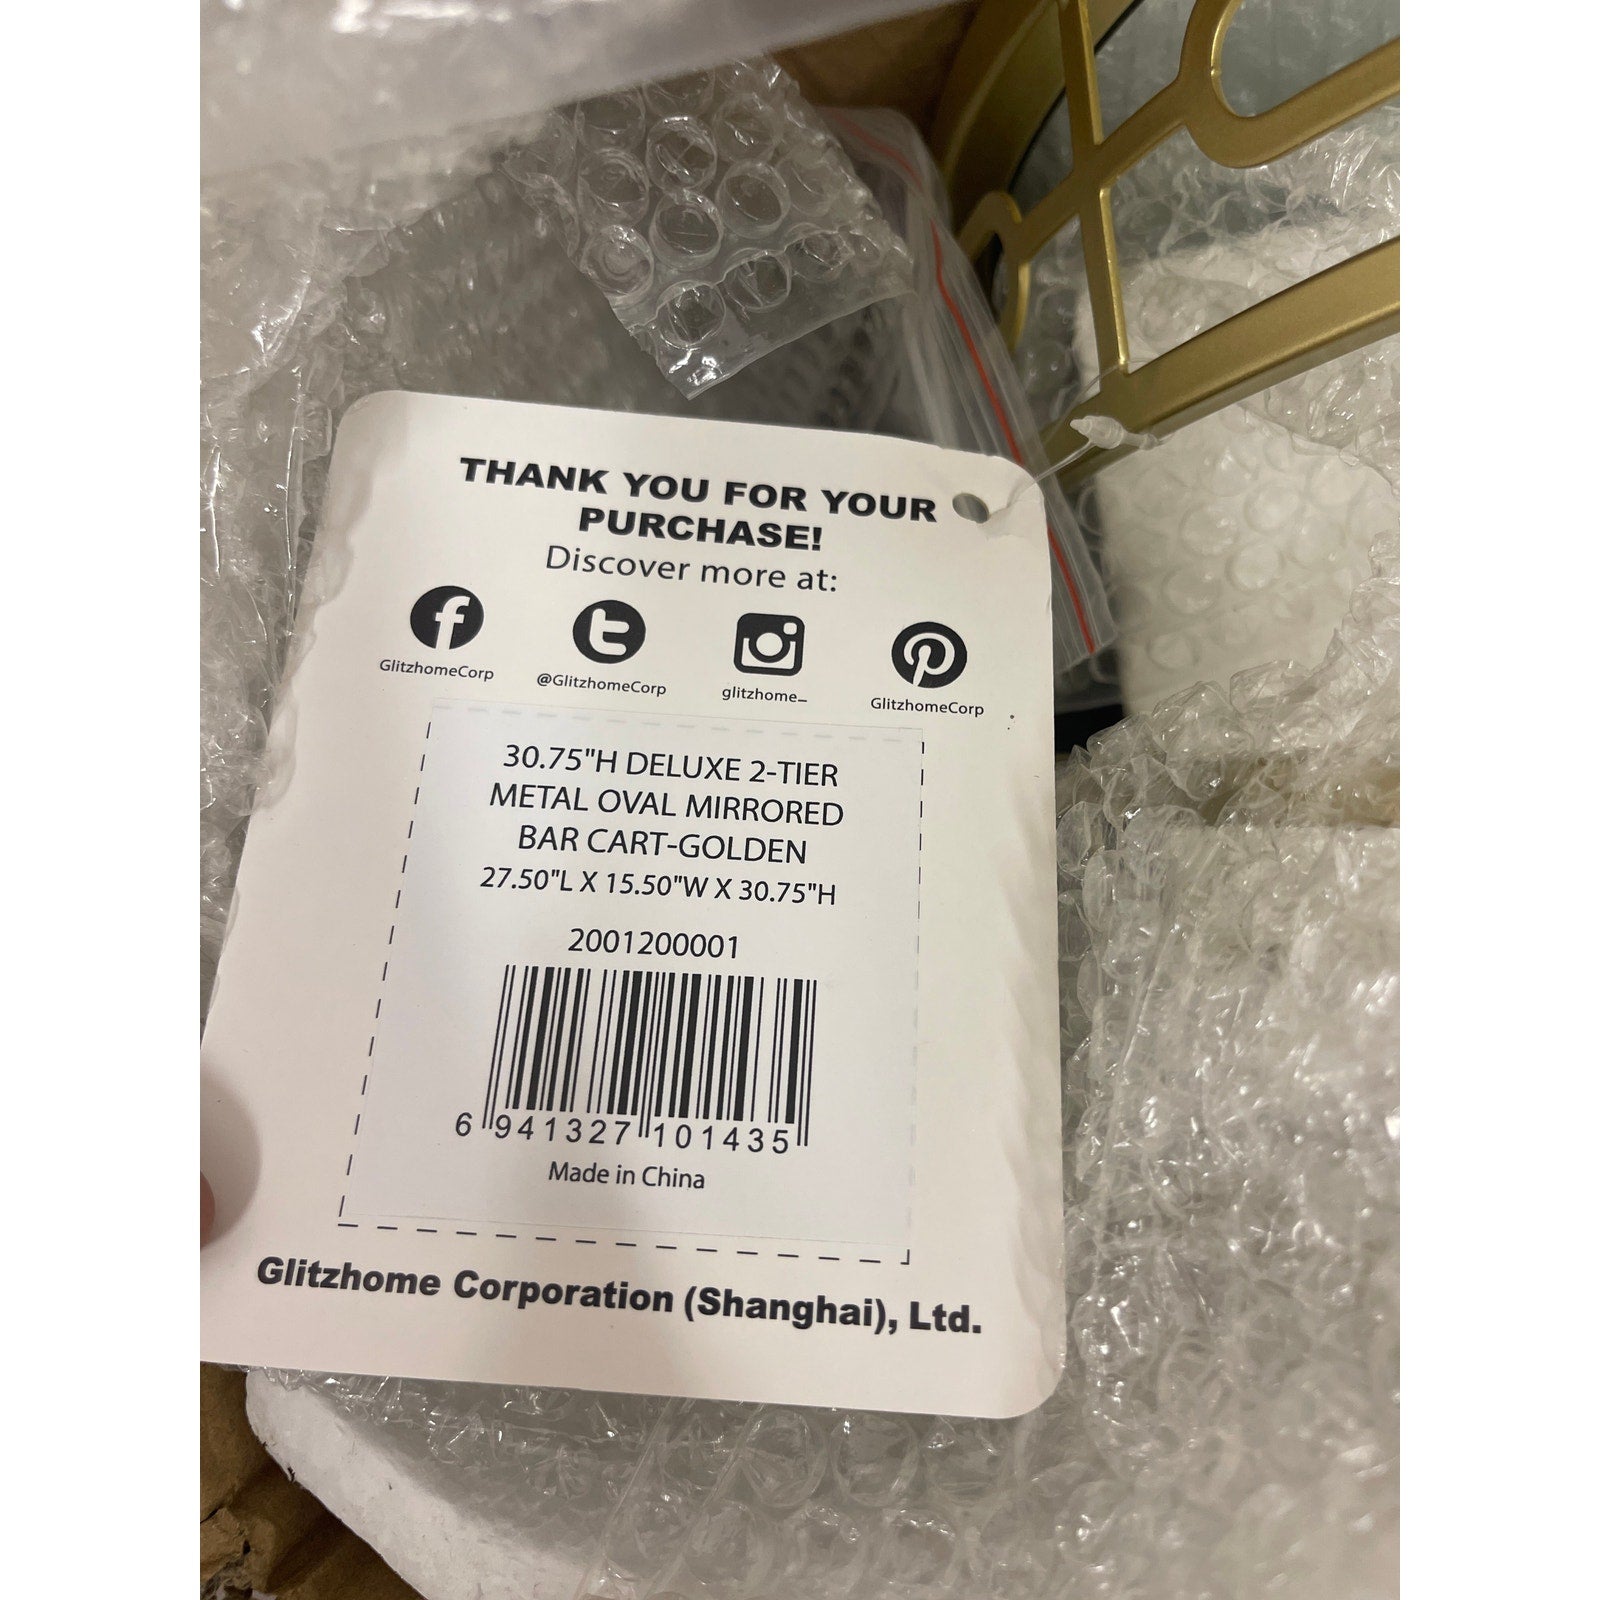 THANK YOU FOR YOUR
PURCHASE!
Discover more at:
GlitzhomeCorp @GlitzhomeCorp glitzhome_ GlitzhomeCorp
30.75"H DELUXE 2-TIER
METAL OVAL MIRRORED
BAR CART-GOLDEN
27.50"L X 15.50"W X 30.75"H
2001200001
6 941327 101435
Made in China
Glitzhome Corporation (Shanghai), Ltd.